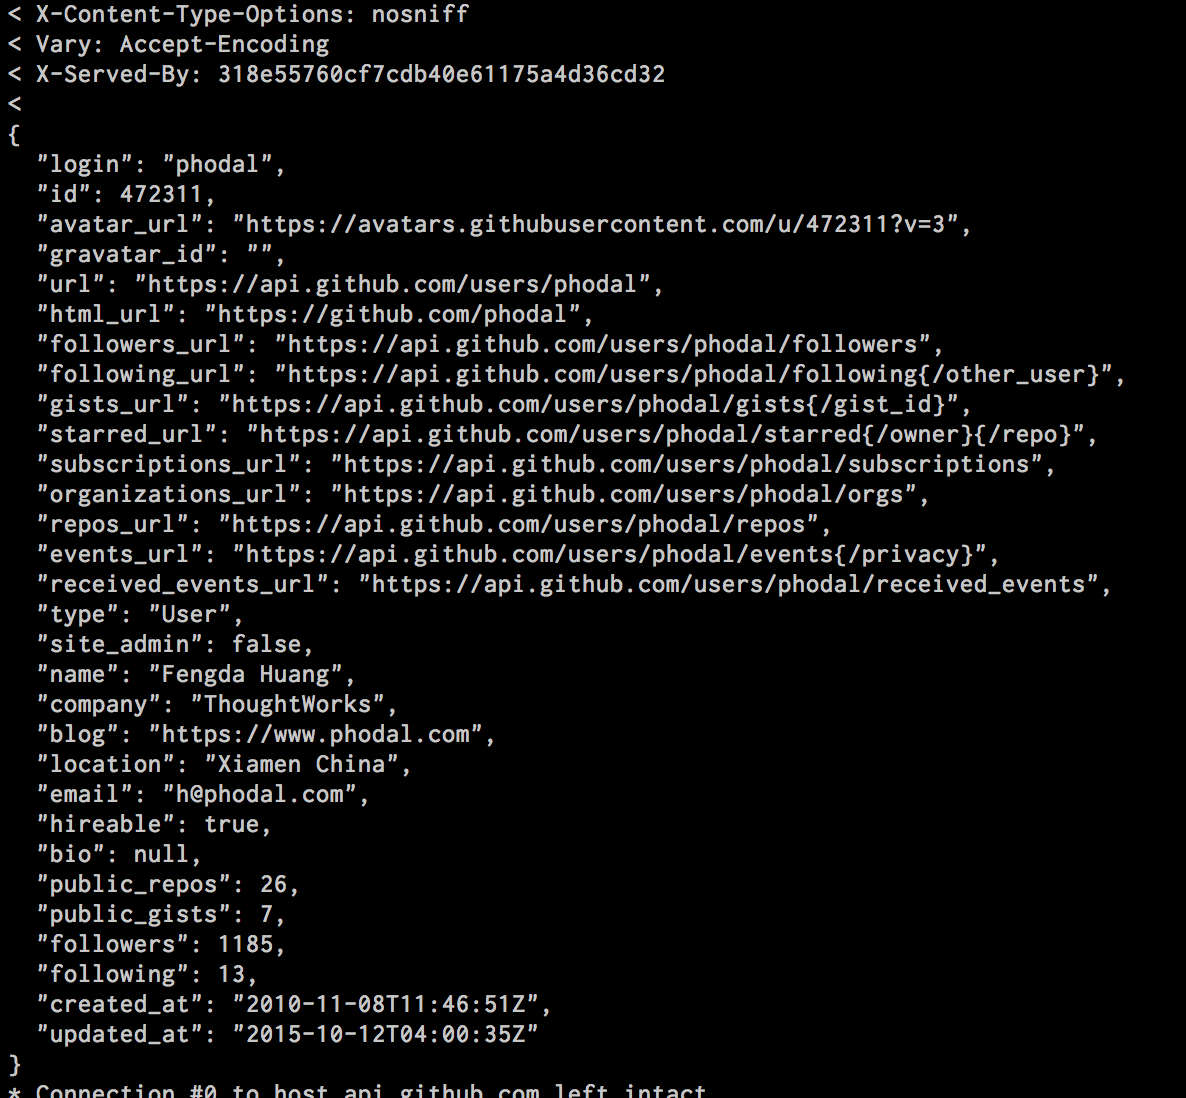 < X-Content-Type-Options: nosniff
< Vary: Accept-Encoding
< X-Served-By: 318e55760cf7cdb40e61175a4d36cd32
<
{
  "login": "phodal",
  "id": 472311,
  "avatar_url": "https://avatars.githubusercontent.com/u/472311?v=3",
  "gravatar_id": "",
  "url": "https://api.github.com/users/phodal",
  "html_url": "https://github.com/phodal",
  "followers_url": "https://api.github.com/users/phodal/followers",
  "following_url": "https://api.github.com/users/phodal/following{/other_user}",
  "gists_url": "https://api.github.com/users/phodal/gists{/gist_id}",
  "starred_url": "https://api.github.com/users/phodal/starred{/owner}{/repo}",
  "subscriptions_url": "https://api.github.com/users/phodal/subscriptions",
  "organizations_url": "https://api.github.com/users/phodal/orgs",
  "repos_url": "https://api.github.com/users/phodal/repos",
  "events_url": "https://api.github.com/users/phodal/events{/privacy}",
  "received_events_url": "https://api.github.com/users/phodal/received_events",
  "type": "User",
  "site_admin": false,
  "name": "Fengda Huang",
  "company": "ThoughtWorks",
  "blog": "https://www.phodal.com",
  "location": "Xiamen China",
  "email": "h@phodal.com",
  "hireable": true,
  "bio": null,
  "public_repos": 26,
  "public_gists": 7,
  "followers": 1185,
  "following": 13,
  "created_at": "2010-11-08T11:46:51Z",
  "updated_at": "2015-10-12T04:00:35Z"
}
* Connection #0 to host api.github.com left intact